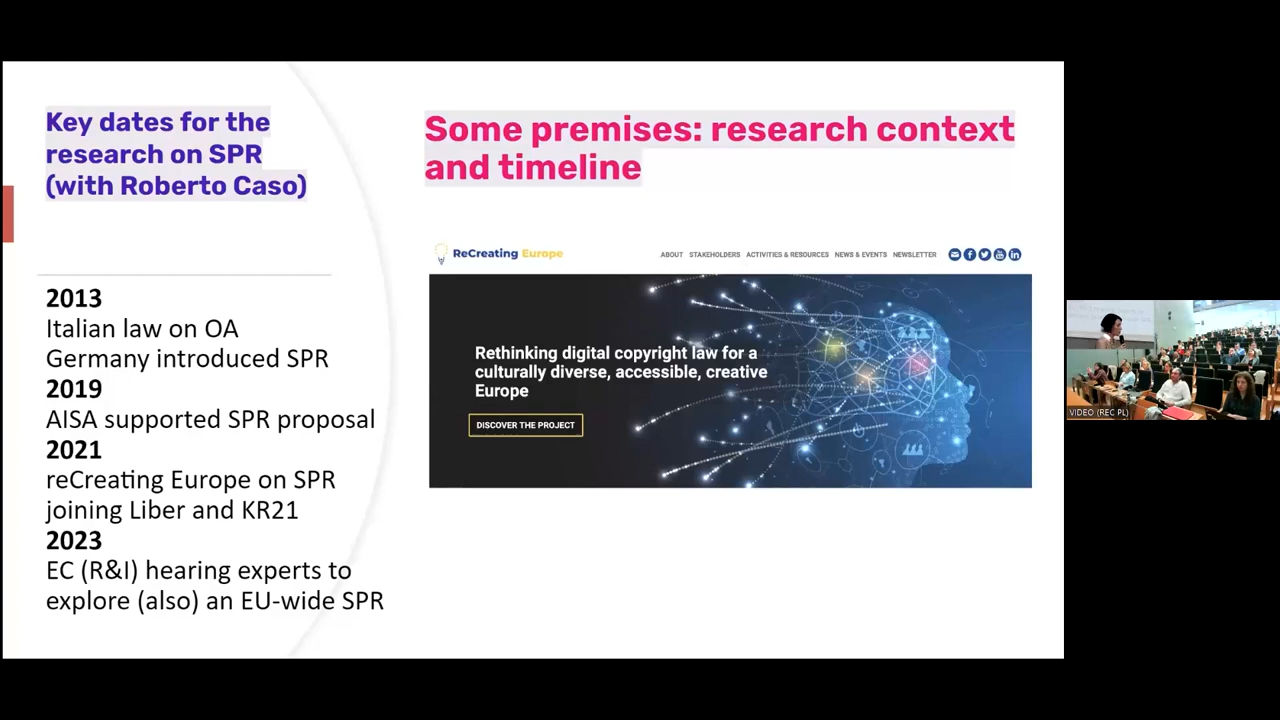 Key dates for the
research on SPR
(with Roberto Caso)
2013
Italian law on OA
Germany introduced SPR
2019
AISA supported SPR proposal
2021
reCreating Europe on SPR
joining Liber and KR21
2023
EC (R&I) hearing experts to
explore (also) an EU-wide SPR
Some premises: research context
and timeline
ReCreating Europe
ABOUT STAKEHOLDERS ACTIVITIES & RESOURCES NEWS & EVENTS NEWSLETTER
Rethinking digital copyright law for a
culturally diverse, accessible, creative
Europe
DISCOVER THE PROJECT
VIDEO (REC PL)